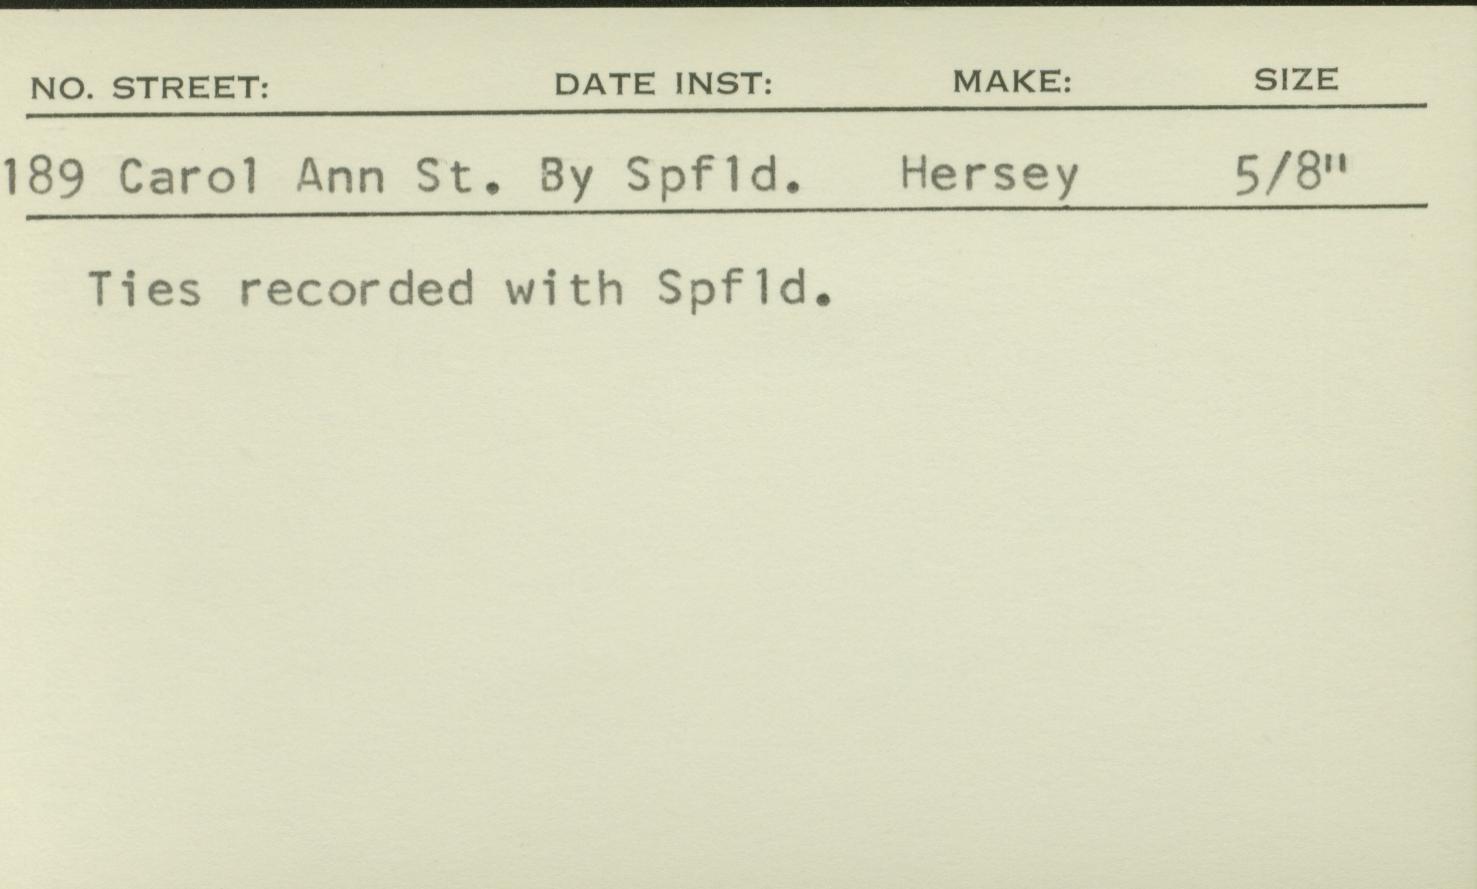 NO. STREET: DATE INST: MAKE: SIZE
189 Carol Ann St. By Spfld. Hersey 5/8"
Ties recorded with Spfld.